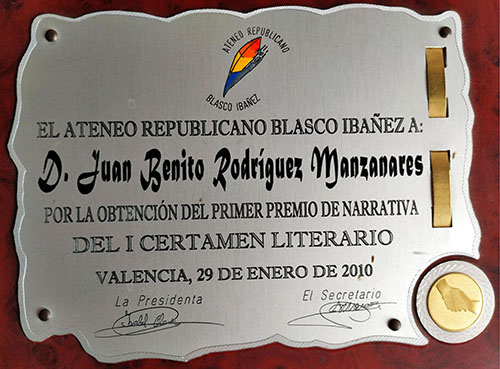 ATENEO REPUBLICANO
BLASCO IBAÑEZ
EL ATENEO REPUBLICANO BLASCO IBAÑEZ A:
D. Juan Benito Rodríguez Manzanares
POR LA OBTENCIÓN DEL PRIMER PREMIO DE NARRATIVA
DEL I CERTAMEN LITERARIO
VALENCIA, 29 DE ENERO DE 2010
La Presidenta
El Secretario